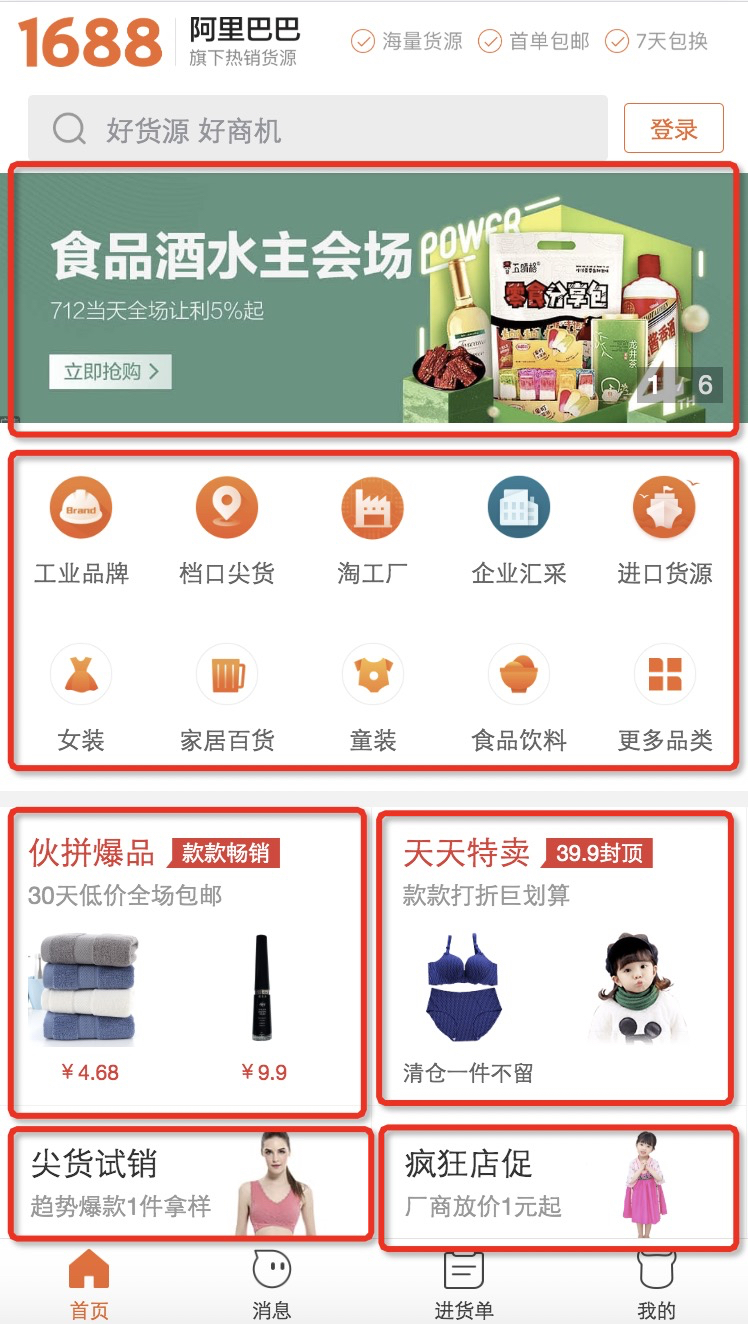 1688
阿里巴巴
旗下热销货源
海量货源 首单包邮 7天包换
好货源 好商机
登录
食品酒水主会场
POWER
712当天全场让利5%起
立即抢购
零食分享包
龙井茶
酱香酒
4TH
1 / 6
Brand
工业品牌 档口尖货 淘工厂 企业汇采 进口货源
女装 家居百货 童装 食品饮料 更多品类
伙拼爆品 款款畅销
30天低价全场包邮
¥4.68 ¥9.9
天天特卖 39.9封顶
款款打折巨划算
清仓一件不留
尖货试销
趋势爆款1件拿样
疯狂店促
厂商放价1元起
首页 消息 进货单 我的